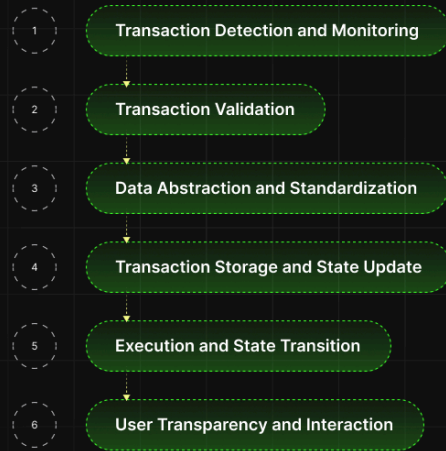 1 Transaction Detection and Monitoring
2 Transaction Validation
3 Data Abstraction and Standardization
4 Transaction Storage and State Update
5 Execution and State Transition
6 User Transparency and Interaction